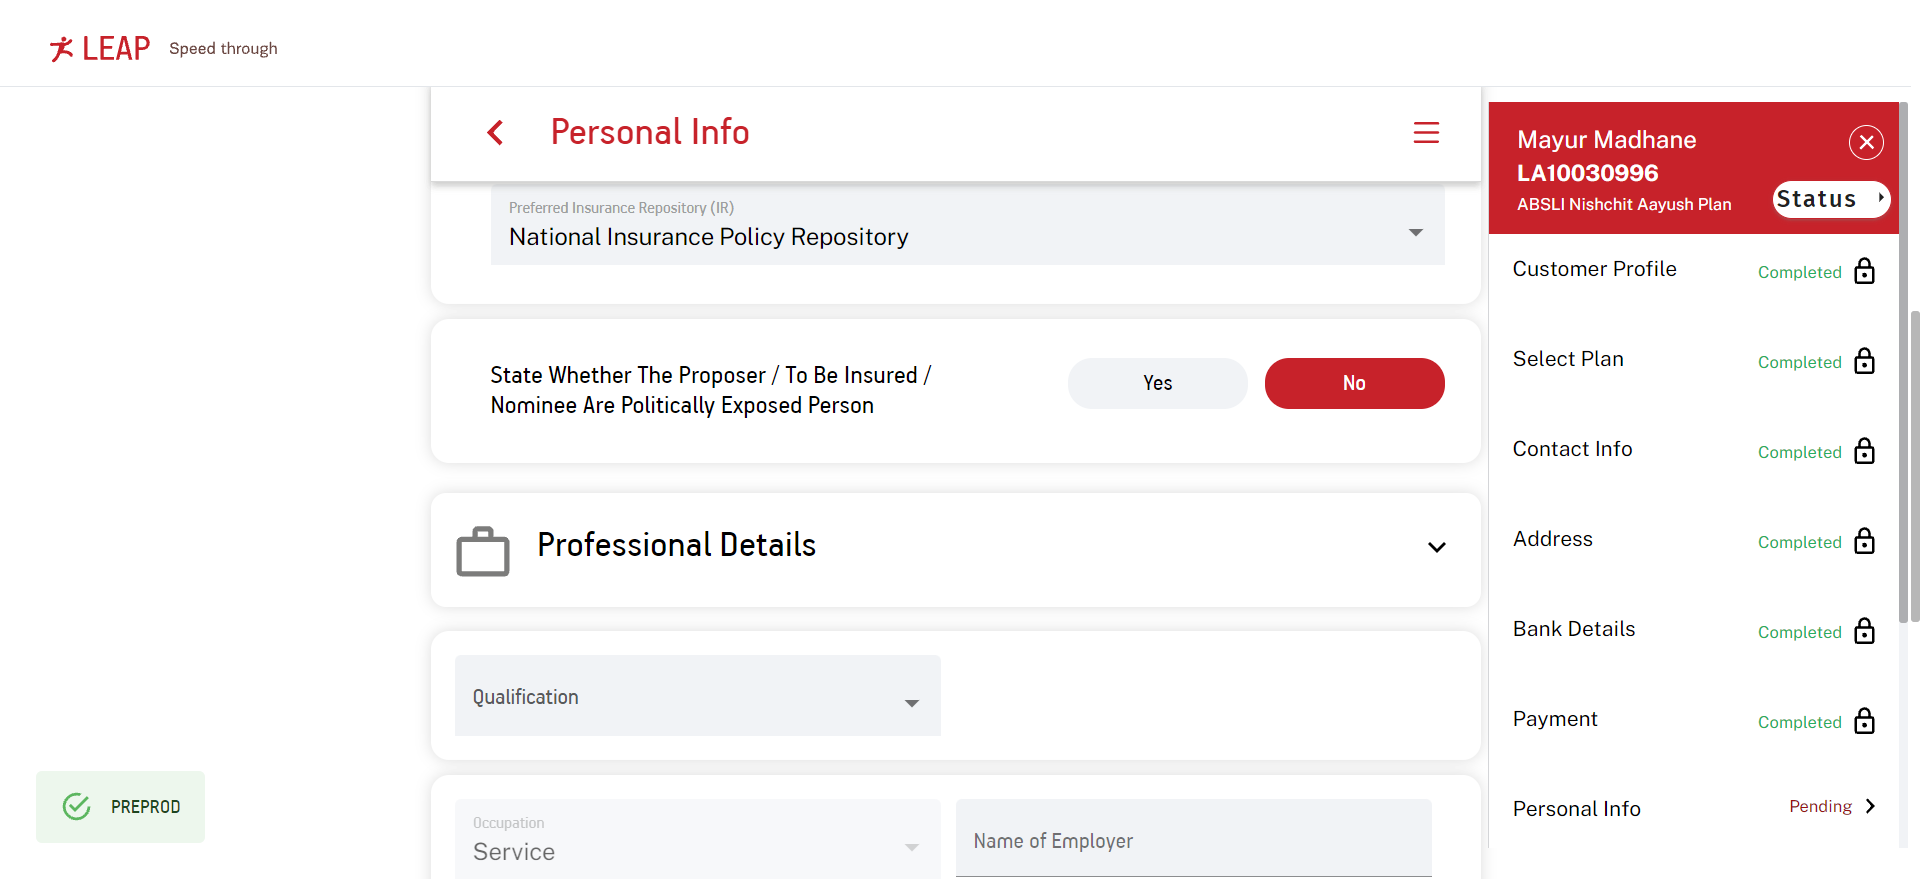 LEAP Speed through
Personal Info
Preferred Insurance Repository (IR)
National Insurance Policy Repository
State Whether The Proposer / To Be Insured /
Nominee Are Politically Exposed Person
Yes No
Professional Details
Qualification
Occupation
Service
Name of Employer
PREPROD
Mayur Madhane
LA10030996
ABSLI Nishchit Aayush Plan
Status
Customer Profile Completed
Select Plan Completed
Contact Info Completed
Address Completed
Bank Details Completed
Payment Completed
Personal Info Pending